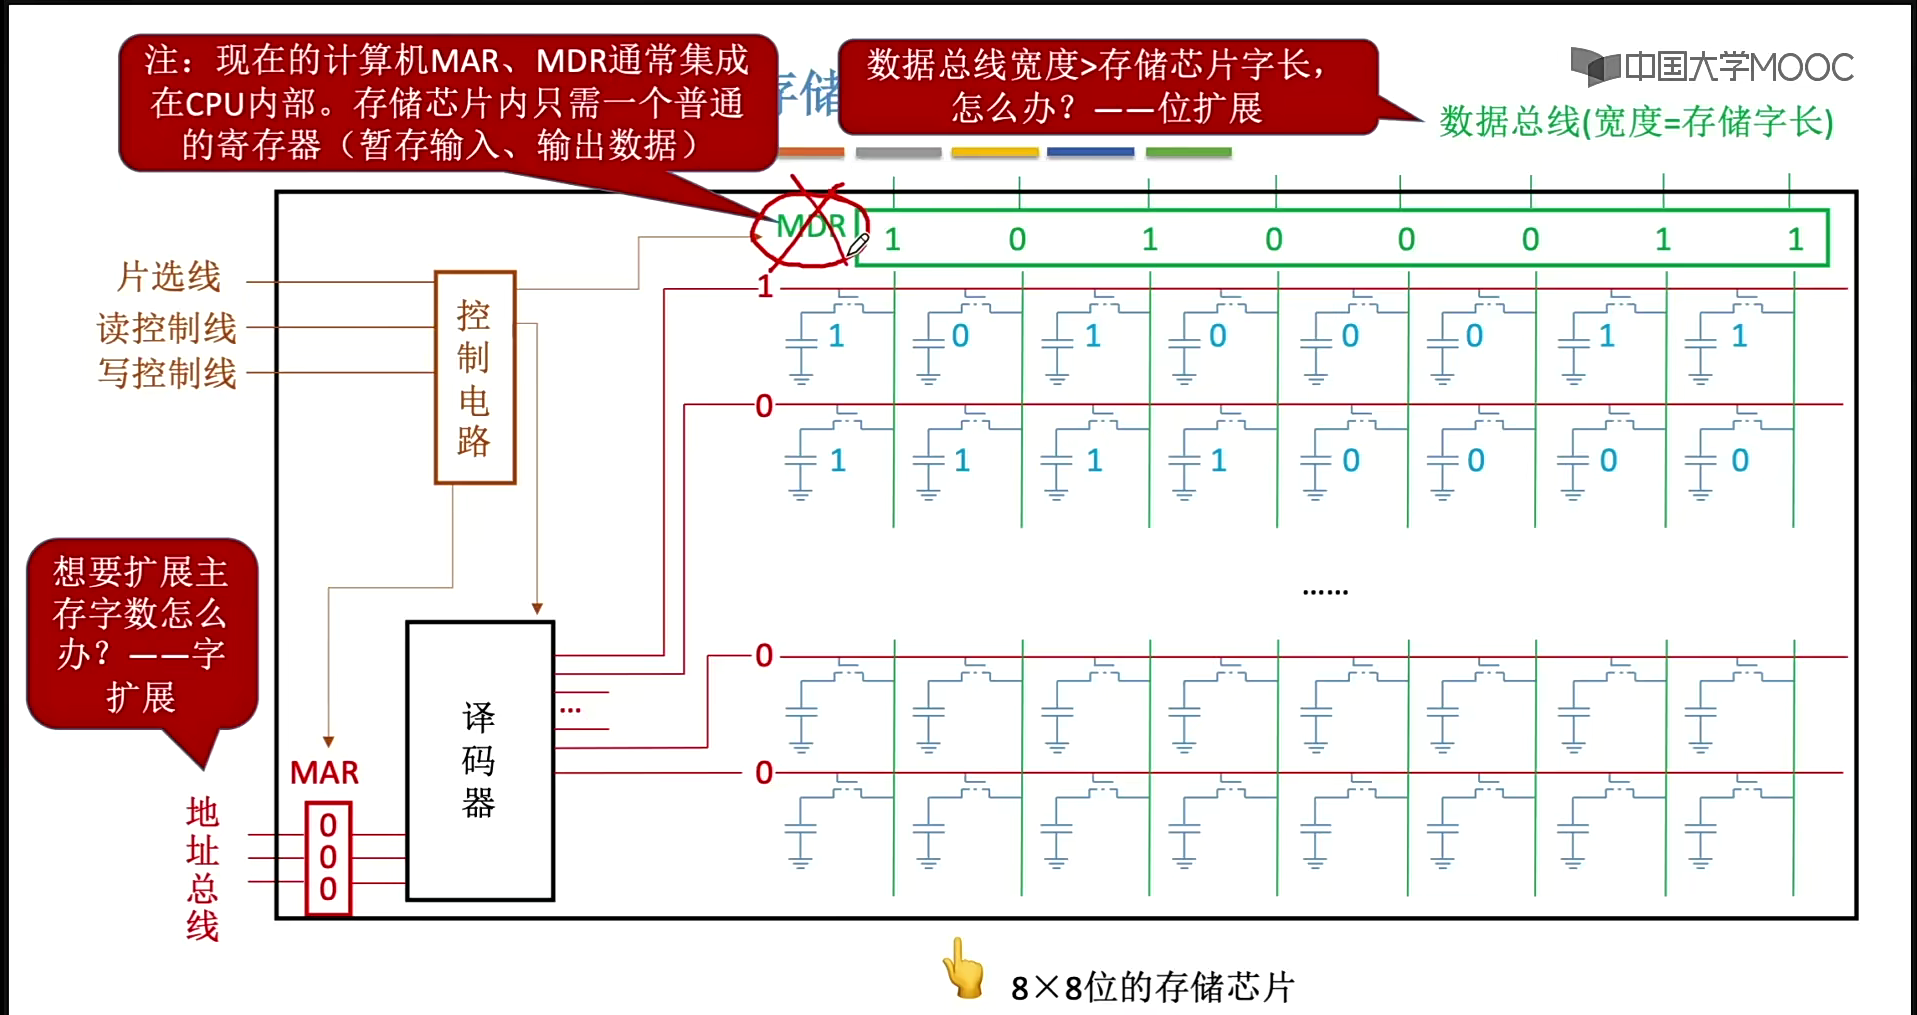 注：现在的计算机MAR、MDR通常集成
在CPU内部。存储芯片内只需一个普通
的寄存器（暂存输入、输出数据）
存储
数据总线宽度>存储芯片字长，
怎么办？——位扩展
中国大学MOOC
数据总线(宽度=存储字长)
MDR
1 0 1 0 0 0 1 1
片选线
读控制线
写控制线
控制电路
1
1 0 1 0 0 0 1 1
0
1 1 1 1 0 0 0 0
想要扩展主
存字数怎么
办？——字
扩展
......
译码器
...
0
0
MAR
0
0
0
地址总线
8×8位的存储芯片